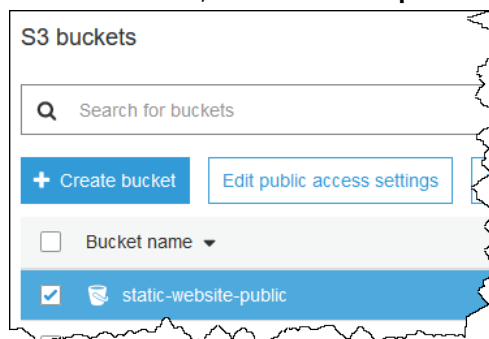 S3 buckets
Search for buckets
+ Create bucket Edit public access settings
Bucket name
static-website-public